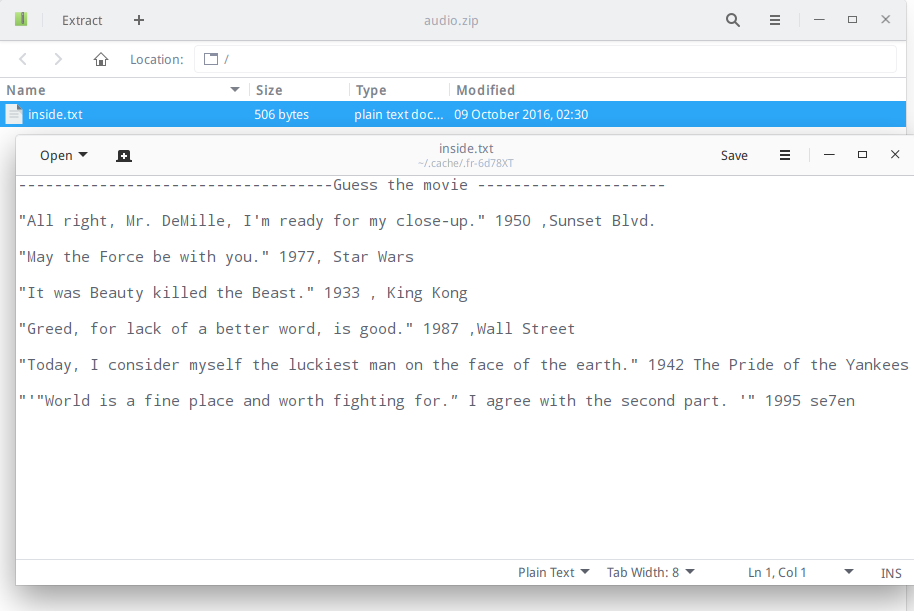 Extract
audio.zip
Location: /
Name Size Type Modified
inside.txt 506 bytes plain text doc... 09 October 2016, 02:30
Open inside.txt Save
~/.cache/.fr-6d78XT
-----------------------------------Guess the movie ---------------------
"All right, Mr. DeMille, I'm ready for my close-up." 1950 ,Sunset Blvd.
"May the Force be with you." 1977, Star Wars
"It was Beauty killed the Beast." 1933 , King Kong
"Greed, for lack of a better word, is good." 1987 ,Wall Street
"Today, I consider myself the luckiest man on the face of the earth." 1942 The Pride of the Yankees
"'"World is a fine place and worth fighting for.” I agree with the second part. '" 1995 se7en
Plain Text Tab Width: 8 Ln 1, Col 1 INS